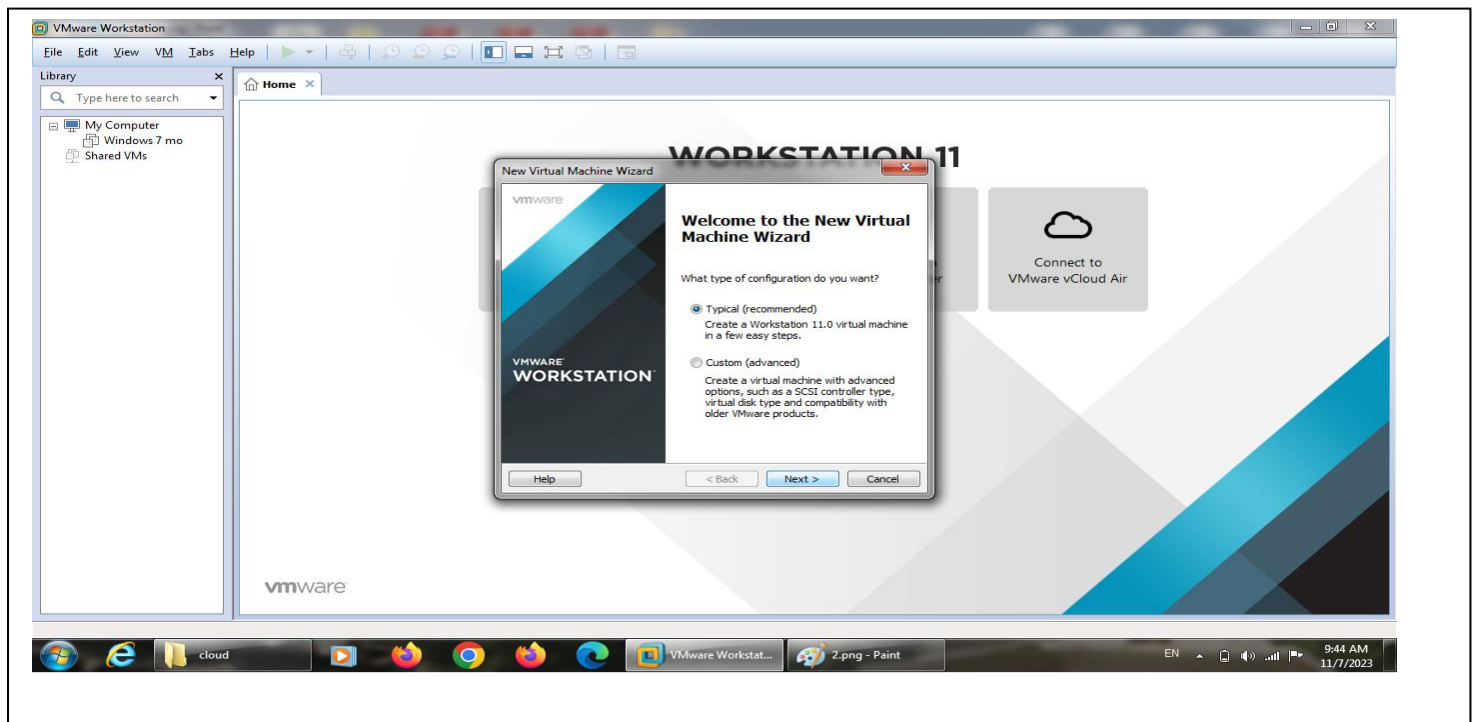 VMware Workstation
File Edit View VM Tabs Help
Library
Type here to search
My Computer
Windows 7 mo
Shared VMs
Home
WORKSTATION 11
Connect to
VMware vCloud Air
New Virtual Machine Wizard
vmware
VMWARE
WORKSTATION
Welcome to the New Virtual
Machine Wizard
What type of configuration do you want?
Typical (recommended)
Create a Workstation 11.0 virtual machine
in a few easy steps.
Custom (advanced)
Create a virtual machine with advanced
options, such as a SCSI controller type,
virtual disk type and compatibility with
older VMware products.
Help < Back Next > Cancel
vmware
cloud
VMware Workstat...
2.png - Paint
EN
9:44 AM
11/7/2023